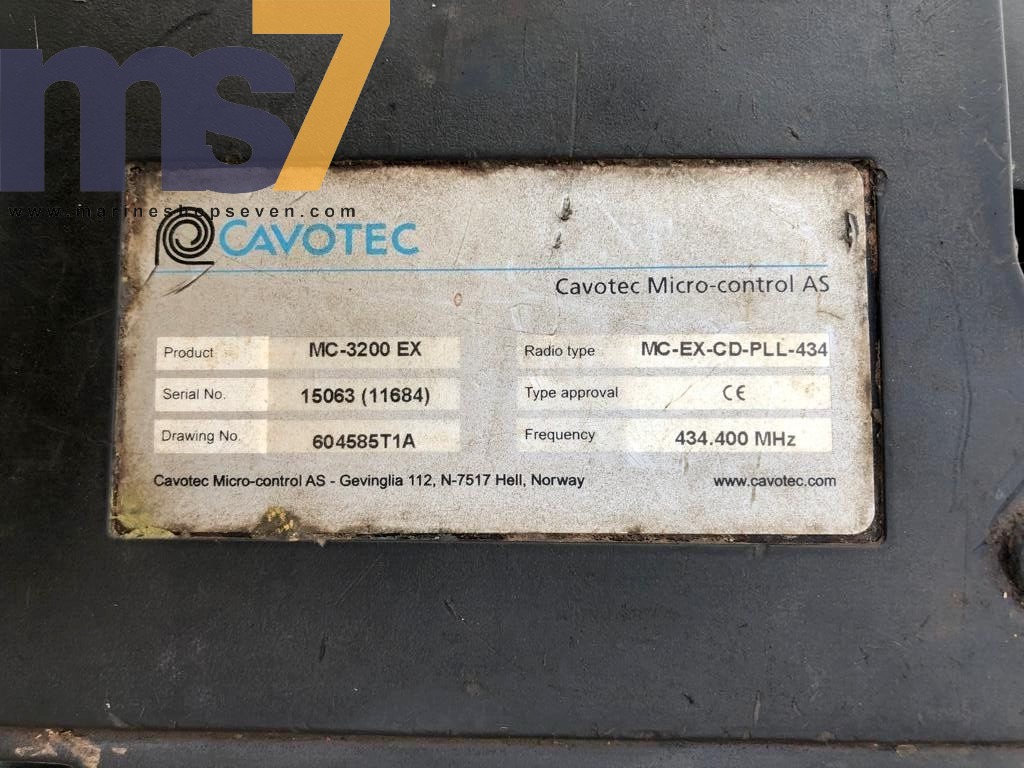 ms7
www.marineshopseven.com
CAVOTEC
Cavotec Micro-control AS
Product MC-3200 EX
Radio type MC-EX-CD-PLL-434
Serial No. 15063 (11684)
Type approval CE
Drawing No. 604585T1A
Frequency 434.400 MHz
Cavotec Micro-control AS - Gevinglia 112, N-7517 Hell, Norway
www.cavotec.com